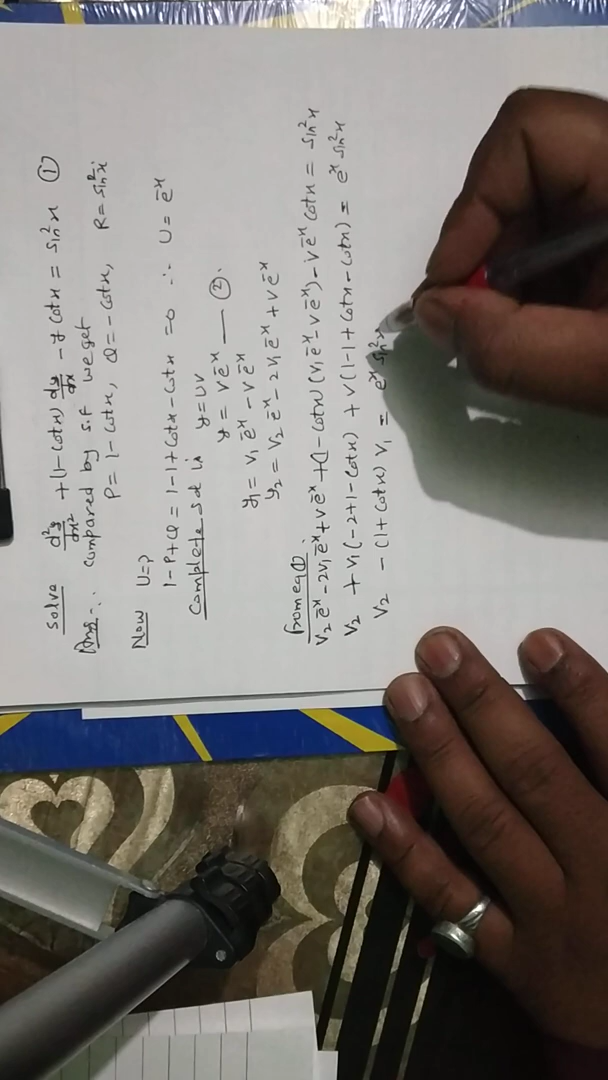 Solve d²y/dx² + (1-cotx) dy/dx - y cotx = sin²x ①
Ans:- Compared by S.F we get
P = 1-cotx, Q = -cotx, R = sin²x
Now U=?
1-P+Q = 1-1+cotx-cotx = 0 ∴ U = e⁻ˣ
Complete sol is y=UV
y = Ve⁻ˣ — ②
y₁ = V₁e⁻ˣ - Ve⁻ˣ
y₂ = V₂e⁻ˣ - 2V₁e⁻ˣ + Ve⁻ˣ
from eq ①
V₂e⁻ˣ - 2V₁e⁻ˣ + Ve⁻ˣ + (1-cotx)(V₁e⁻ˣ - Ve⁻ˣ) - Ve⁻ˣ cotx = sin²x
V₂ + V₁(-2+1-cotx) + V(1-1+cotx-cotx) = eˣ sin²x
V₂ - (1+cotx) V₁ = eˣ sin²x